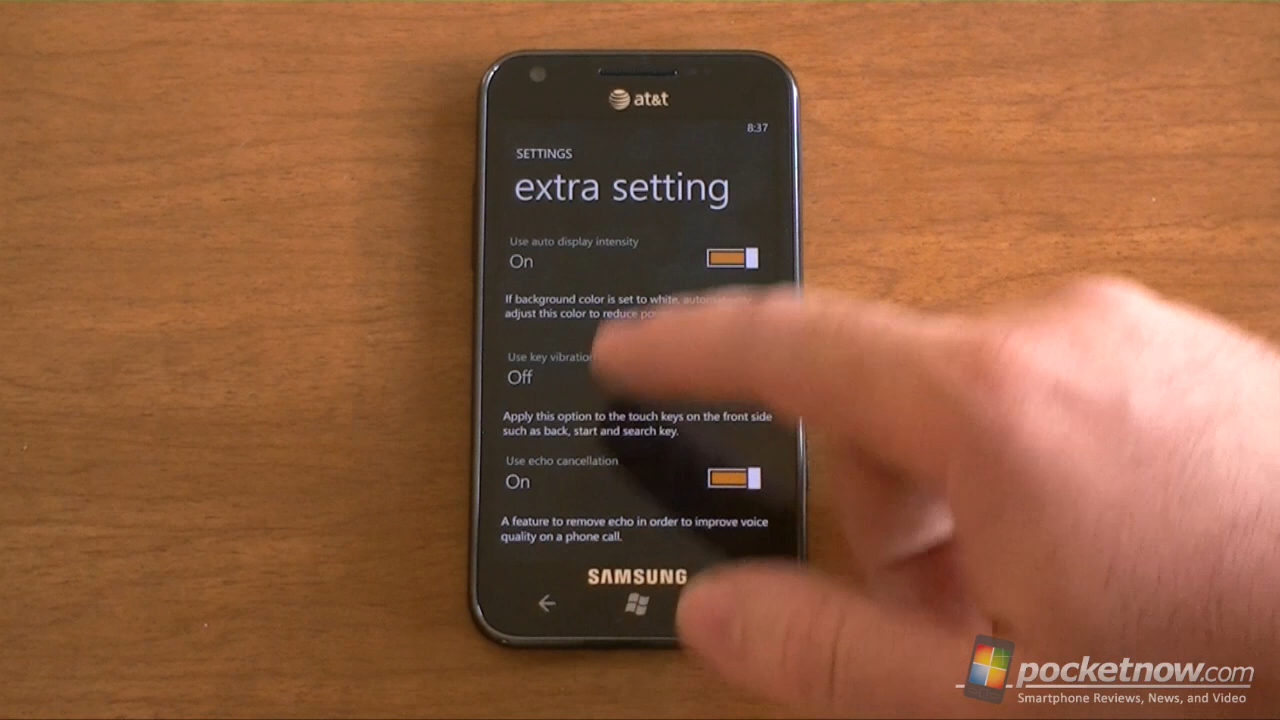 at&t
8:37
SETTINGS
extra setting
Use auto display intensity
On
If background color is set to white,
adjust this color to reduce
Use key vibration
Off
Apply this option to the touch keys on the front side
such as back, start and search key.
Use echo cancellation
On
A feature to remove echo in order to improve voice
quality on a phone call.
SAMSUNG
pocketnow.com
Smartphone Reviews, News, and Video